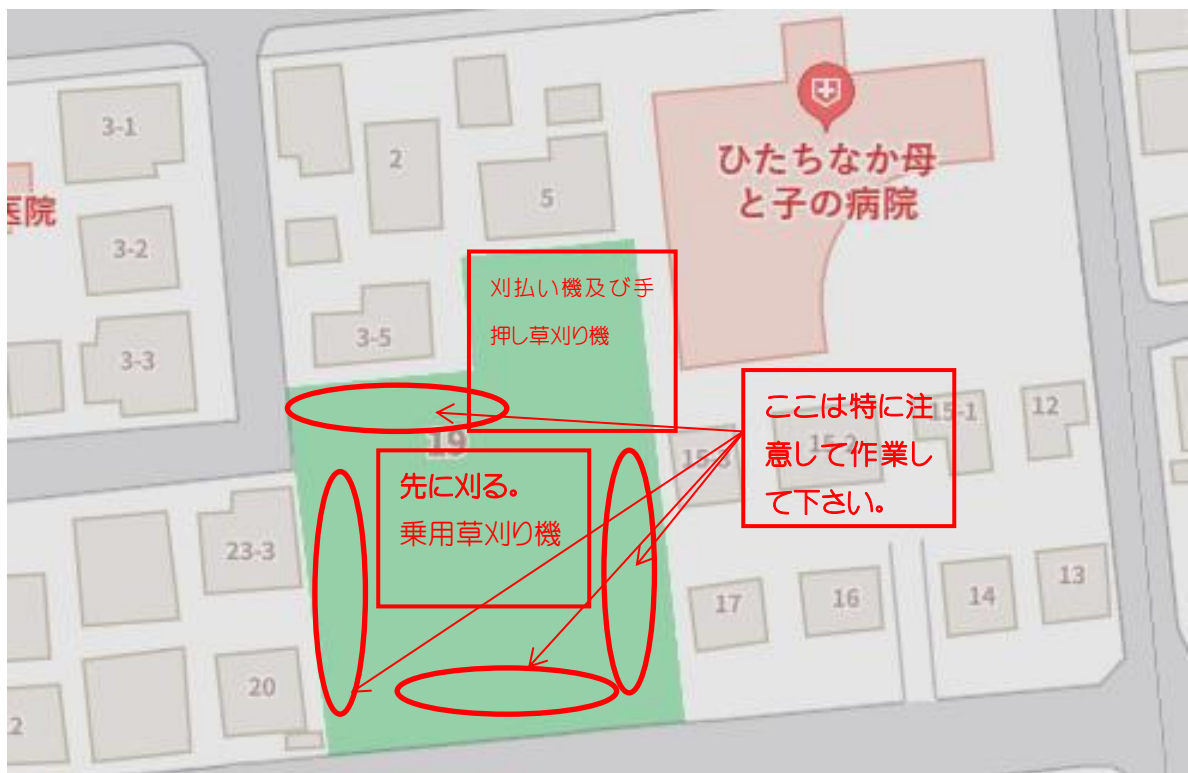 3-1
2
ひたちなか母
と子の病院
医院
5
3-2
刈払い機及び手
押し草刈り機
3-5
3-3
ここは特に注
意して作業し
て下さい。
15-1
12
19
15-2
15-3
先に刈る。
乗用草刈り機
23-3
17
16
14
13
20
2